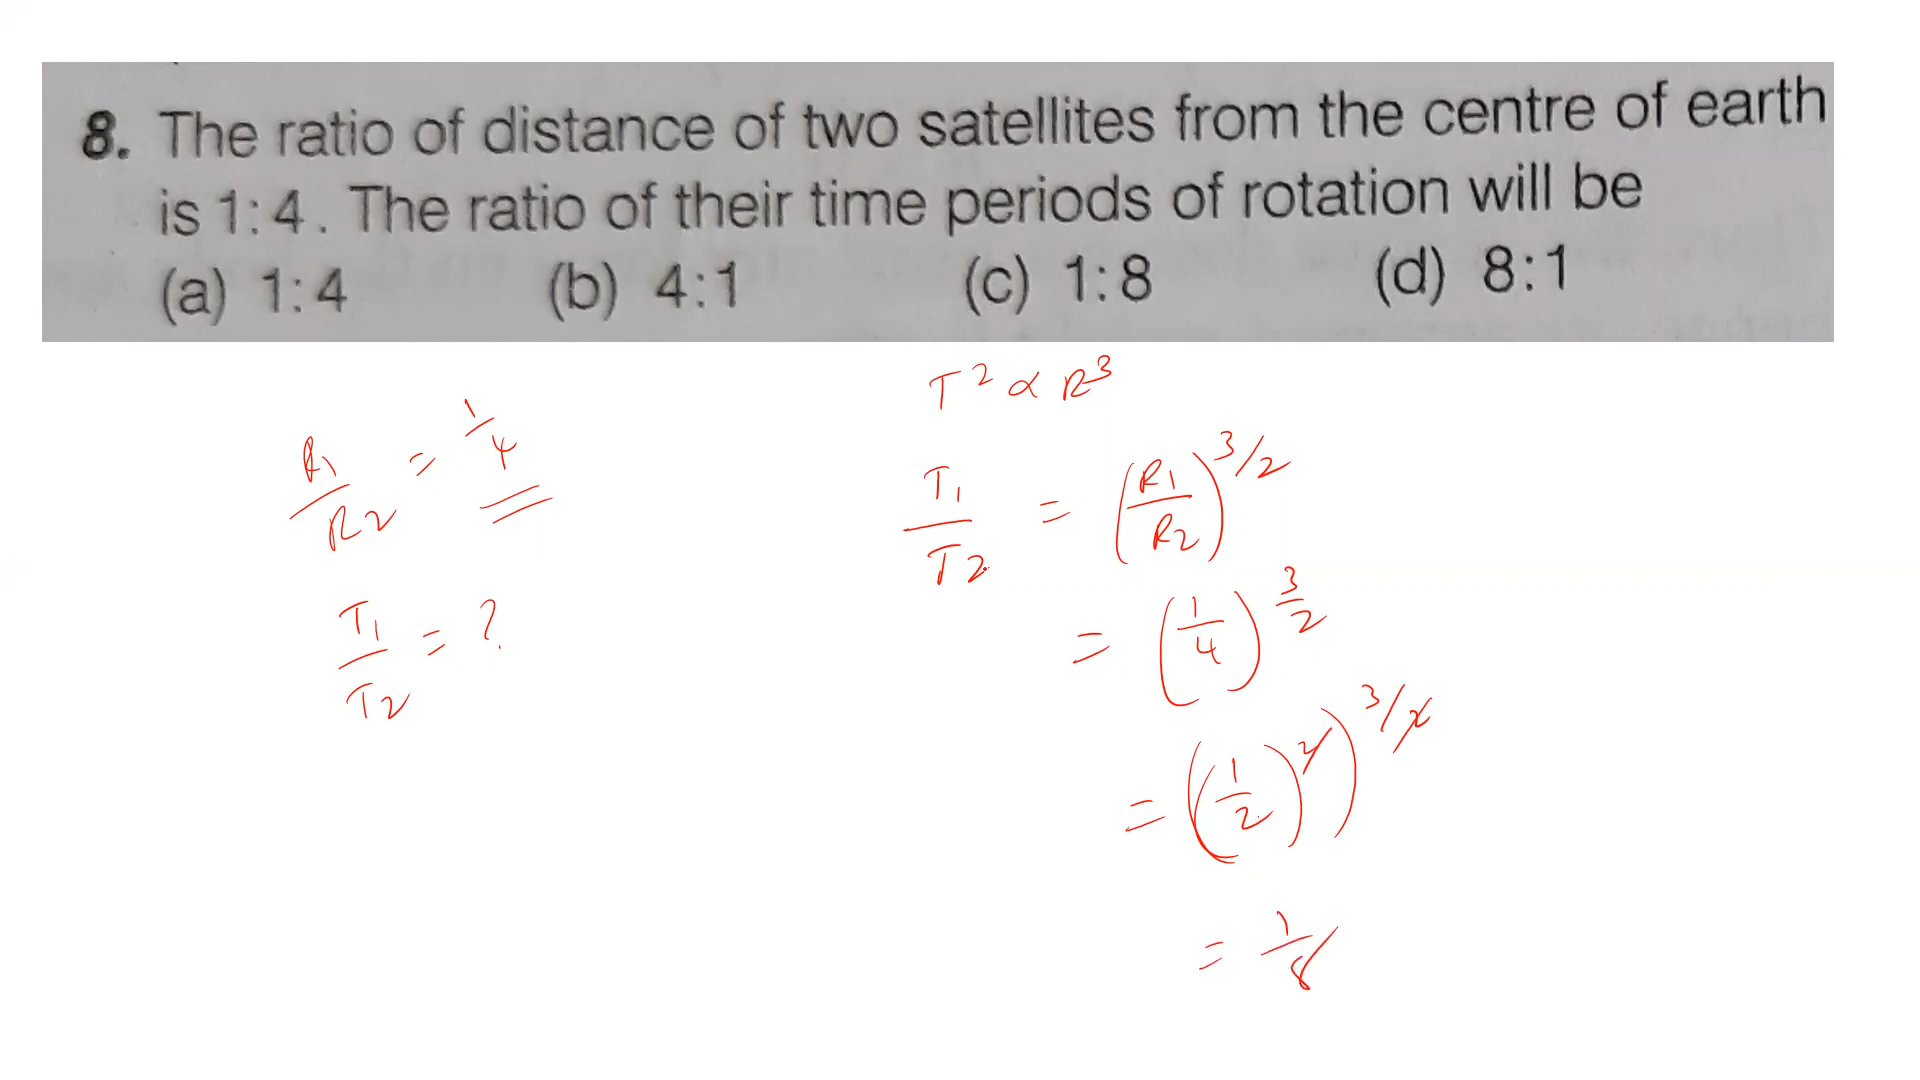 8. The ratio of distance of two satellites from the centre of earth
is 1:4. The ratio of their time periods of rotation will be
(a) 1:4 (b) 4:1 (c) 1:8 (d) 8:1
T² ∝ R³
R1/R2 = 1/4
T1/T2 = (R1/R2)^3/2
T1/T2 = ?
= (1/4)^3/2
= ((1/2)^2)^3/2
= 1/8